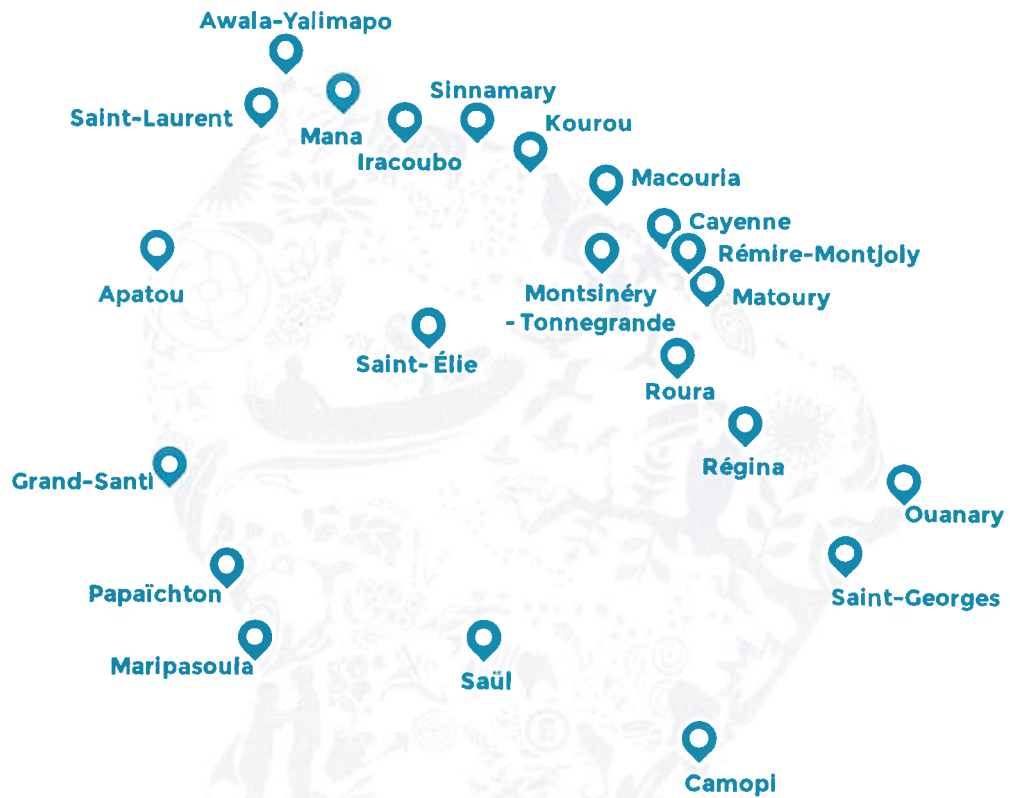 Awala-Yalimapo
Sinnamary
Saint-Laurent
Kourou
Mana
Iracoubo
Macouria
Cayenne
Rémire-Montjoly
Apatou
Montsinéry
- Tonnegrande
Matoury
Saint-Élie
Roura
Régina
Grand-Santi
Ouanary
Papaïchton
Saint-Georges
Maripasoula
Saül
Camopi